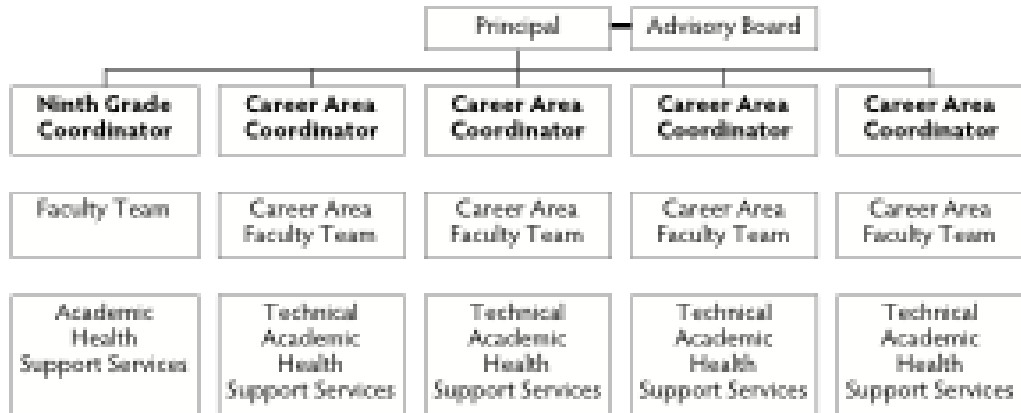 Principal
Advisory Board
Ninth Grade
Coordinator
Career Area
Coordinator
Career Area
Coordinator
Career Area
Coordinator
Career Area
Coordinator
Faculty Team
Career Area
Faculty Team
Career Area
Faculty Team
Career Area
Faculty Team
Career Area
Faculty Team
Academic
Health
Support Services
Technical
Academic
Health
Support Services
Technical
Academic
Health
Support Services
Technical
Academic
Health
Support Services
Technical
Academic
Health
Support Services